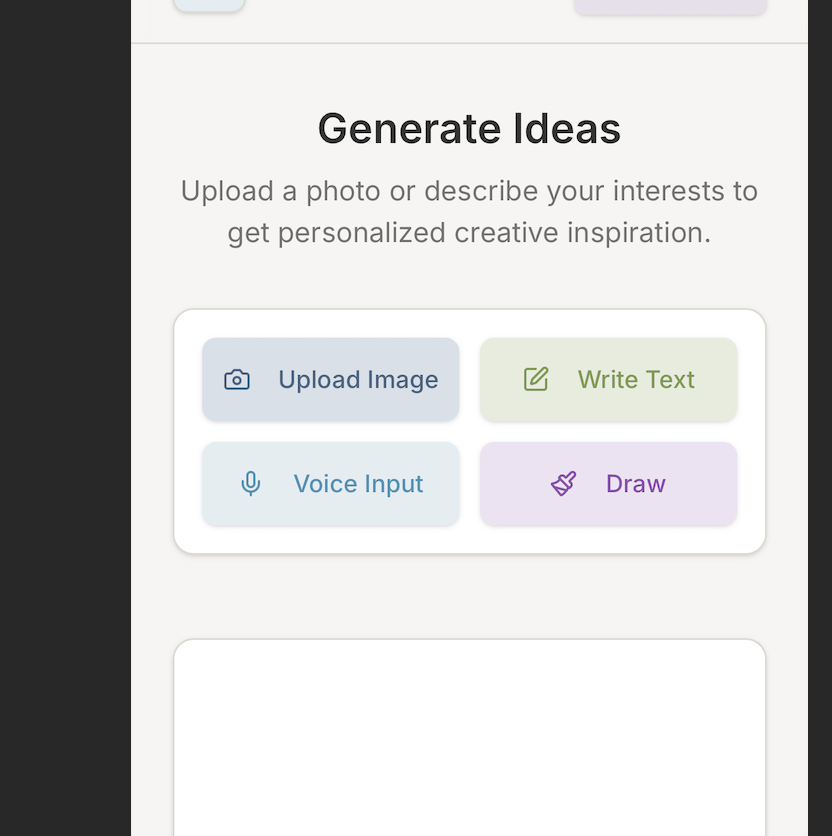 Generate Ideas
Upload a photo or describe your interests to
get personalized creative inspiration.
Upload Image
Write Text
Voice Input
Draw